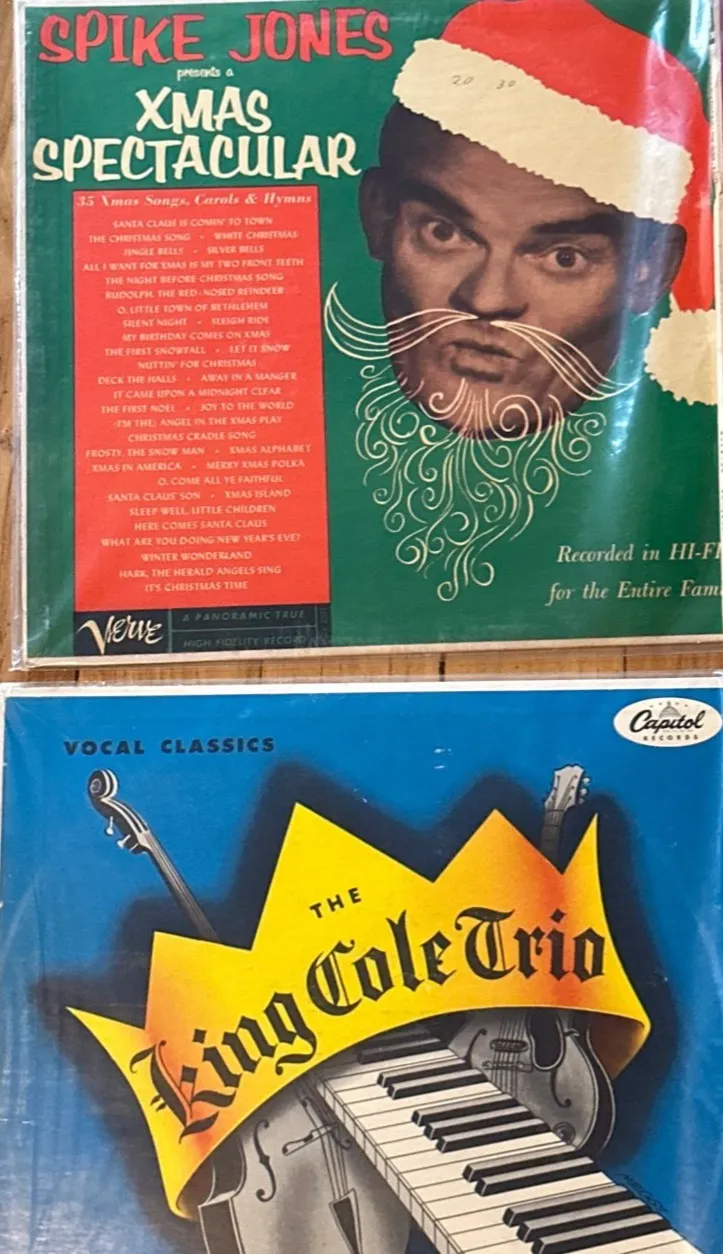 SPIKE JONES
presents a
XMAS
SPECTACULAR
20 30
35 Xmas Songs, Carols & Hymns
SANTA CLAUS IS COMIN' TO TOWN
THE CHRISTMAS SONG • WHITE CHRISTMAS
JINGLE BELLS • SILVER BELLS
ALL I WANT FOR XMAS IS MY TWO FRONT TEETH
THE NIGHT BEFORE CHRISTMAS SONG
RUDOLPH, THE RED-NOSED REINDEER
O, LITTLE TOWN OF BETHLEHEM
SILENT NIGHT • SLEIGH RIDE
MY BIRTHDAY COMES ON XMAS
THE FIRST SNOWFALL • LET IT SNOW
NUTTIN' FOR CHRISTMAS
DECK THE HALLS • AWAY IN A MANGER
IT CAME UPON A MIDNIGHT CLEAR
THE FIRST NOEL • JOY TO THE WORLD
I'M THE ANGEL IN THE XMAS PLAY
CHRISTMAS CRADLE SONG
FROSTY, THE SNOW MAN • XMAS ALPHABET
XMAS IN AMERICA • MERRY XMAS POLKA
O, COME ALL YE FAITHFUL
SANTA CLAUS' SON • XMAS ISLAND
SLEEP WELL, LITTLE CHILDREN
HERE COMES SANTA CLAUS
WHAT ARE YOU DOING NEW YEAR'S EVE?
WINTER WONDERLAND
HARK, THE HERALD ANGELS SING
IT'S CHRISTMAS TIME
Recorded in HI-FI
for the Entire Fam
Verve
A PANORAMIC TRUE
HIGH FIDELITY RECORD
Capitol
RECORDS
VOCAL CLASSICS
THE
King Cole Trio